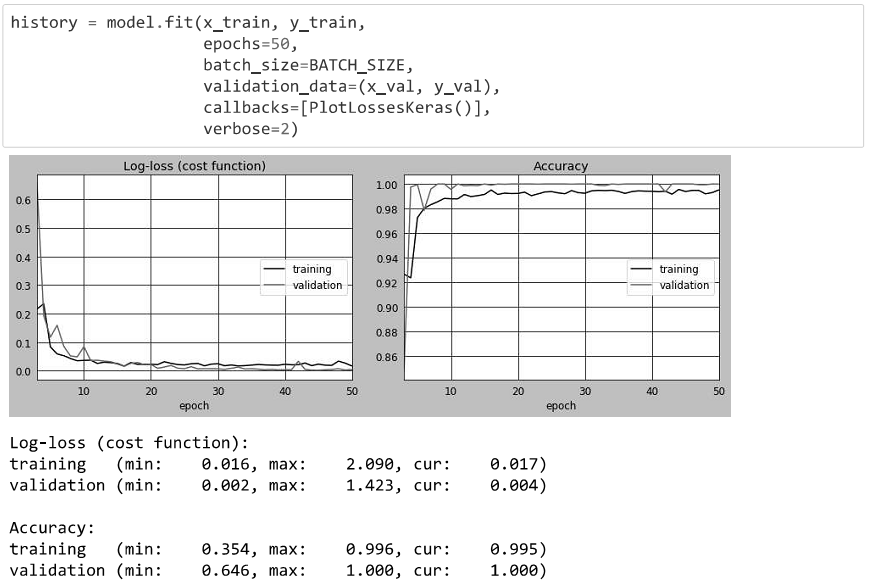 history = model.fit(x_train, y_train,
epochs=50,
batch_size=BATCH_SIZE,
validation_data=(x_val, y_val),
callbacks=[PlotLossesKeras()],
verbose=2)
Log-loss (cost function)
0.6
0.5
0.4
0.3
0.2
0.1
0.0
training
validation
10 20 30 40 50
epoch
Accuracy
1.00
0.98
0.96
0.94
0.92
0.90
0.88
0.86
training
validation
10 20 30 40 50
epoch
Log-loss (cost function):
training (min: 0.016, max: 2.090, cur: 0.017)
validation (min: 0.002, max: 1.423, cur: 0.004)
Accuracy:
training (min: 0.354, max: 0.996, cur: 0.995)
validation (min: 0.646, max: 1.000, cur: 1.000)